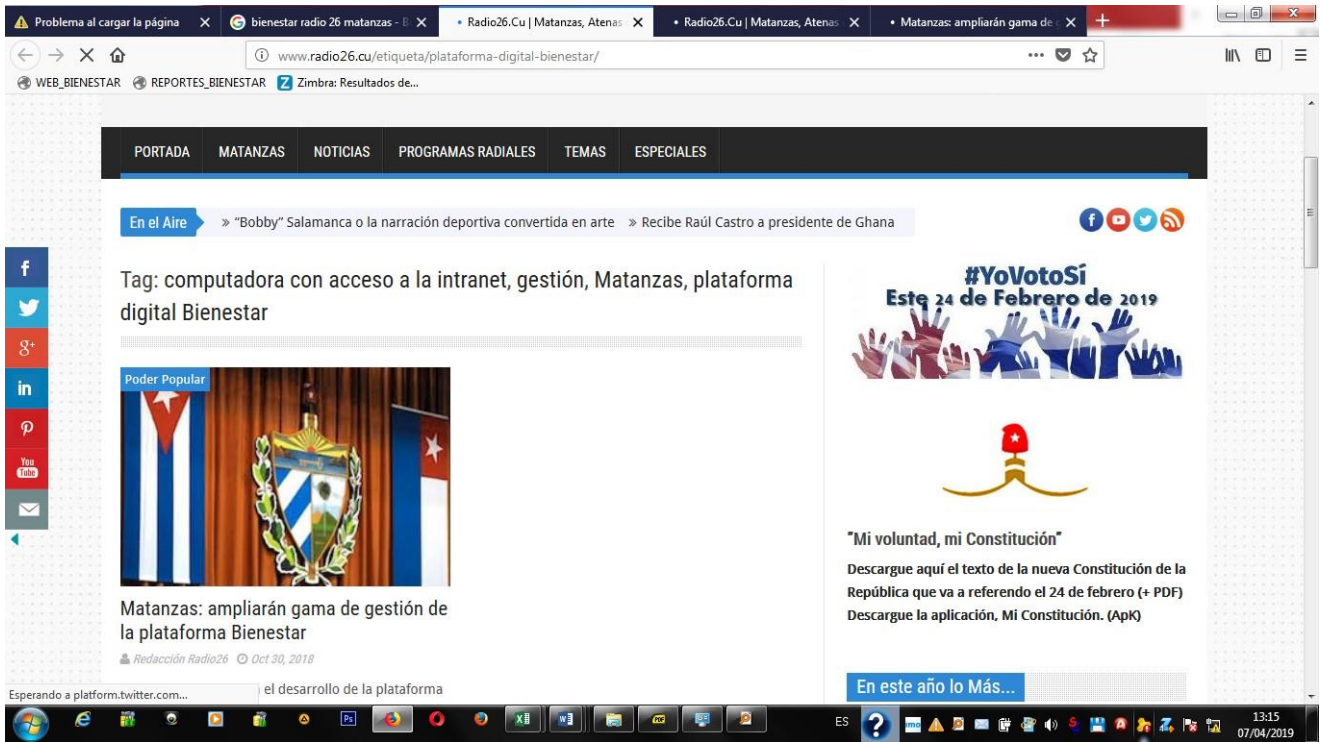 Problema al cargar la página
bienestar radio 26 matanzas - B
• Radio26.Cu | Matanzas, Atenas
• Radio26.Cu | Matanzas, Atenas
• Matanzas: ampliarán gama de
www.radio26.cu/etiqueta/plataforma-digital-bienestar/
WEB_BIENESTAR
REPORTES_BIENESTAR
Zimbra: Resultados de...
PORTADA
MATANZAS
NOTICIAS
PROGRAMAS RADIALES
TEMAS
ESPECIALES
En el Aire
» “Bobby” Salamanca o la narración deportiva convertida en arte
» Recibe Raúl Castro a presidente de Ghana
Tag: computadora con acceso a la intranet, gestión, Matanzas, plataforma
digital Bienestar
Poder Popular
Matanzas: ampliarán gama de gestión de
la plataforma Bienestar
Redacción Radio26
Oct 30, 2018
el desarrollo de la plataforma
You
Tube
#YoVotoSí
Este 24 de Febrero de 2019
"Mi voluntad, mi Constitución"
Descargue aquí el texto de la nueva Constitución de la
República que va a referendo el 24 de febrero (+ PDF)
Descargue la aplicación, Mi Constitución. (ApK)
En este año lo Más...
Esperando a platform.twitter.com...
Ps
PDF
ES
imo
13:15
07/04/2019